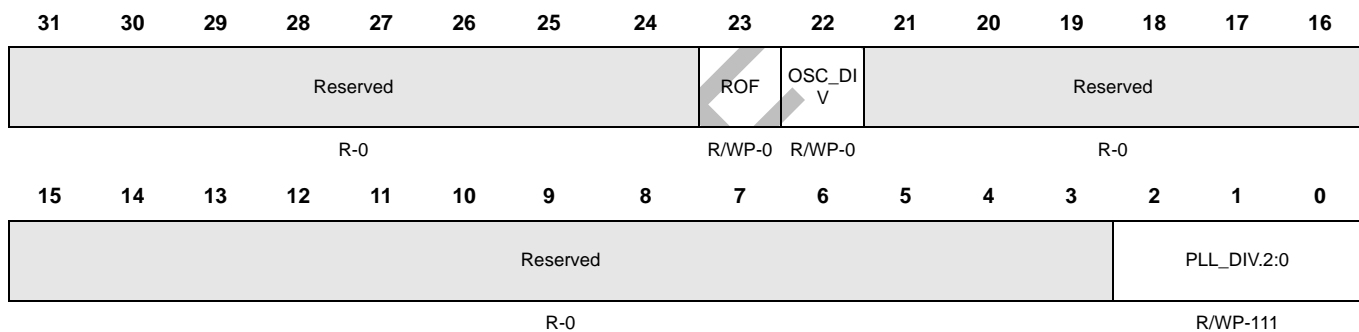 31 30 29 28 27 26 25 24 23 22 21 20 19 18 17 16
Reserved ROF OSC_DI Reserved
V
R-0 R/WP-0 R/WP-0 R-0
15 14 13 12 11 10 9 8 7 6 5 4 3 2 1 0
Reserved PLL_DIV.2:0
R-0 R/WP-111